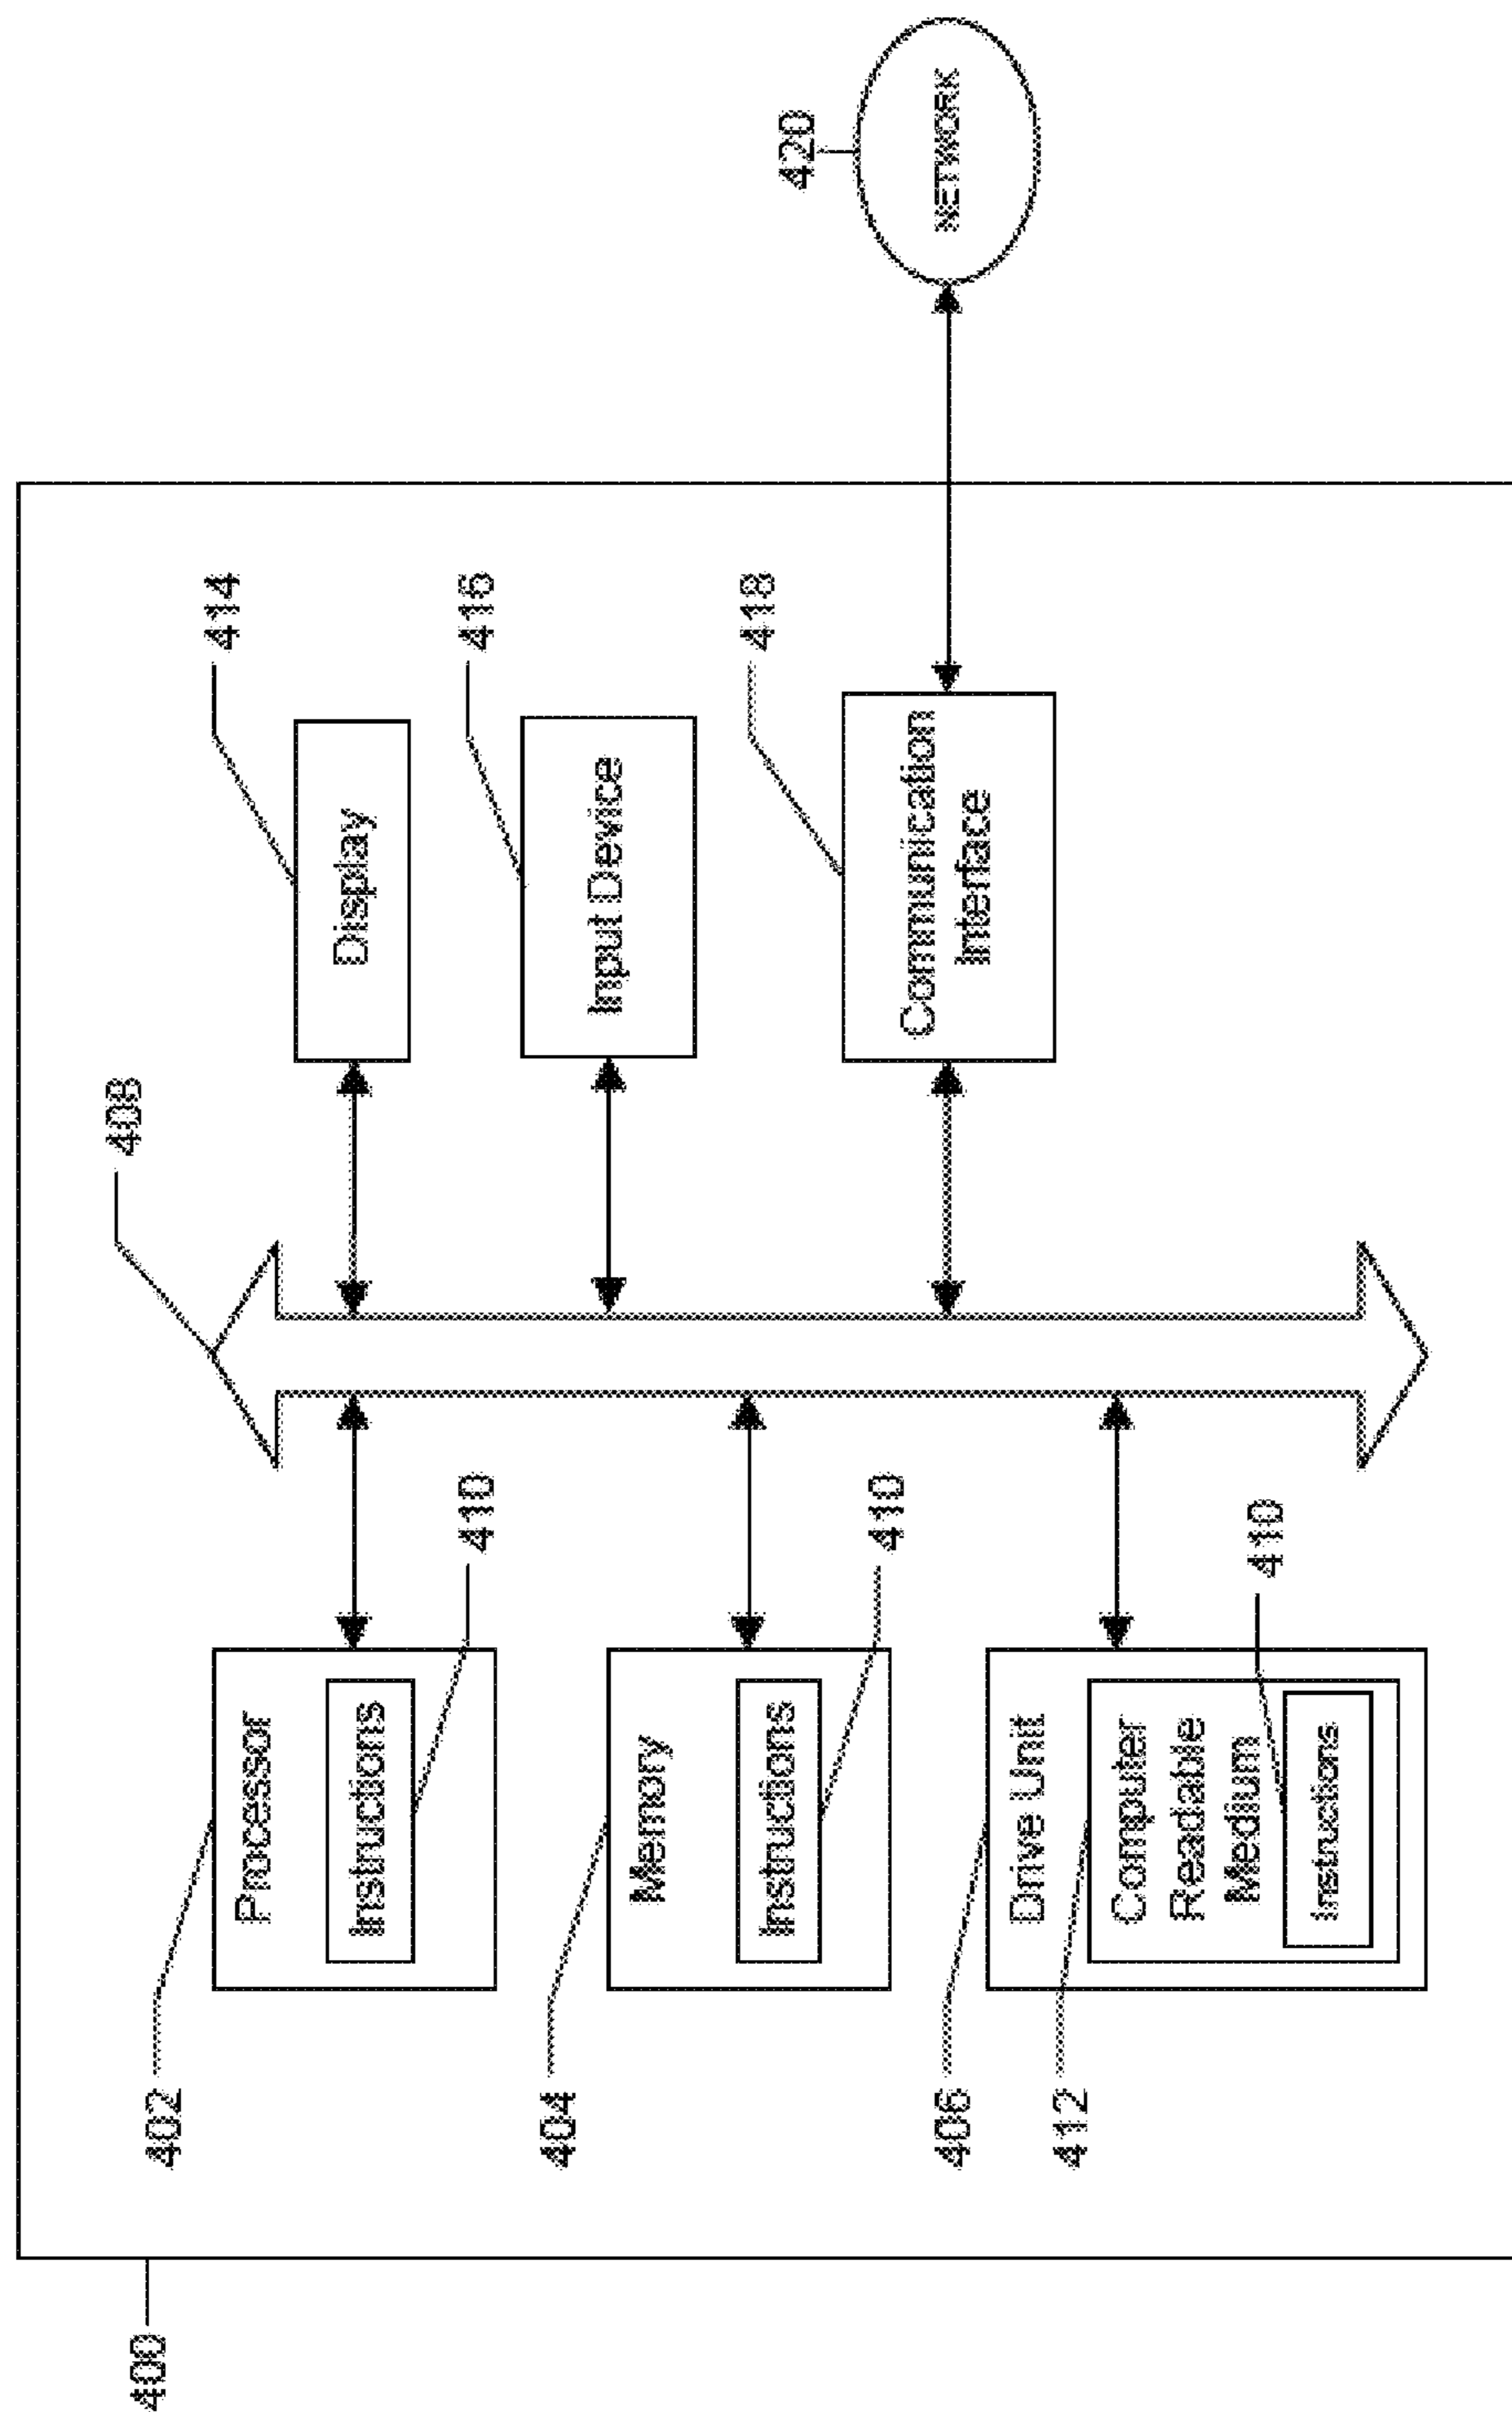 400
408
402
Processor
Instructions
410
414
Display
404
Memory
Instructions
410
416
Input Device
406
Drive Unit
412
Computer
Readable
Medium
Instructions
410
418
Communication
Interface
420
NETWORK